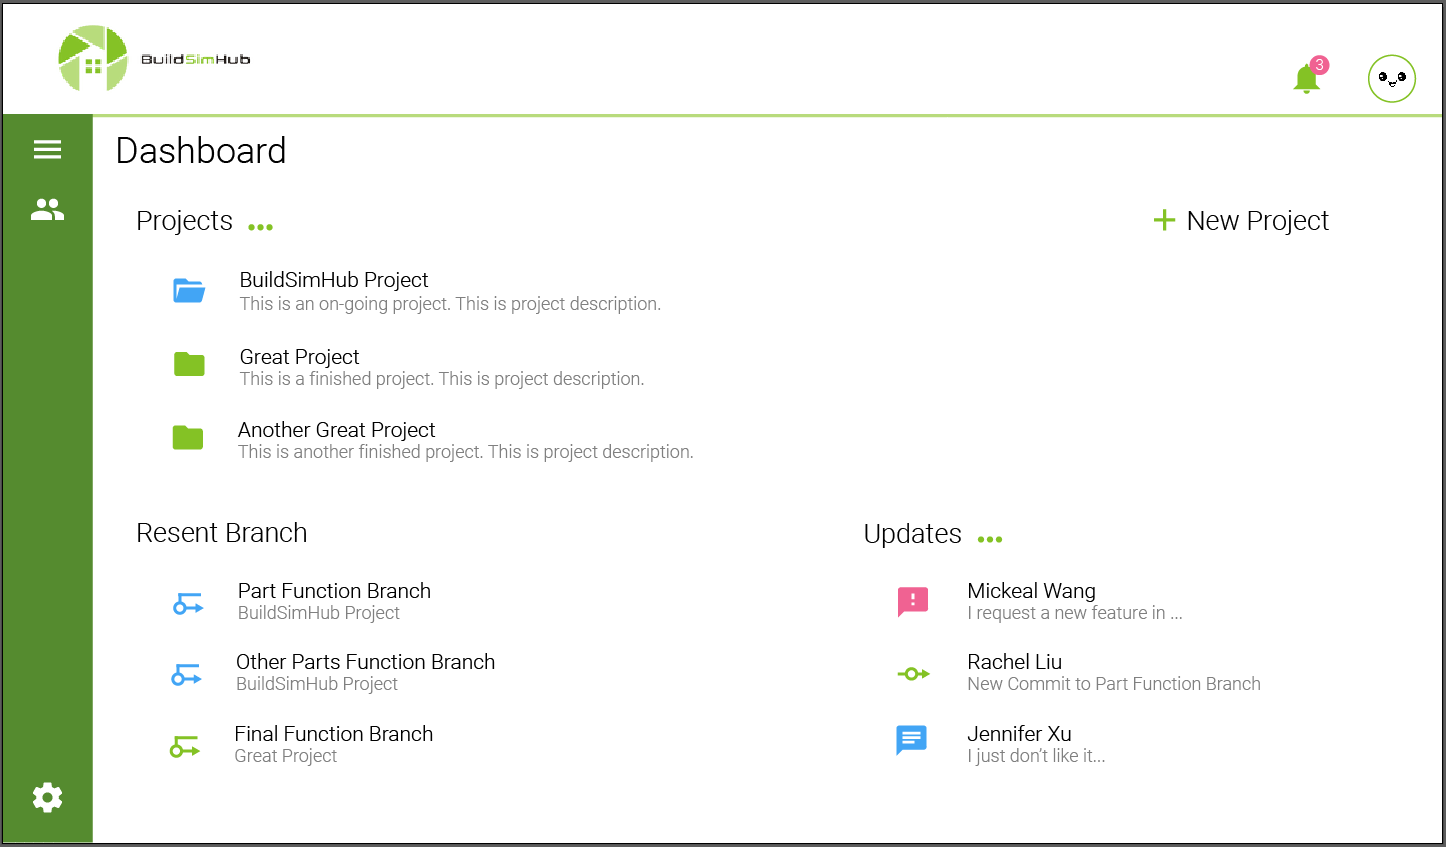 BuildSimHub
3
Dashboard
Projects ...
+ New Project
BuildSimHub Project
This is an on-going project. This is project description.
Great Project
This is a finished project. This is project description.
Another Great Project
This is another finished project. This is project description.
Resent Branch
Part Function Branch
BuildSimHub Project
Other Parts Function Branch
BuildSimHub Project
Final Function Branch
Great Project
Updates ...
Mickeal Wang
I request a new feature in ...
Rachel Liu
New Commit to Part Function Branch
Jennifer Xu
I just don’t like it...